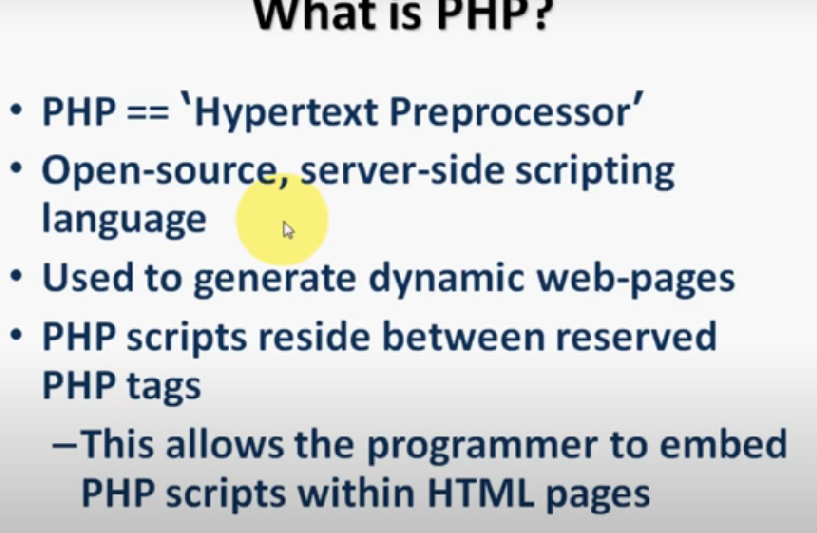 What is PHP?
• PHP == ‵Hypertext Preprocessor′
• Open-source, server-side scripting
language
• Used to generate dynamic web-pages
• PHP scripts reside between reserved
PHP tags
–This allows the programmer to embed
PHP scripts within HTML pages